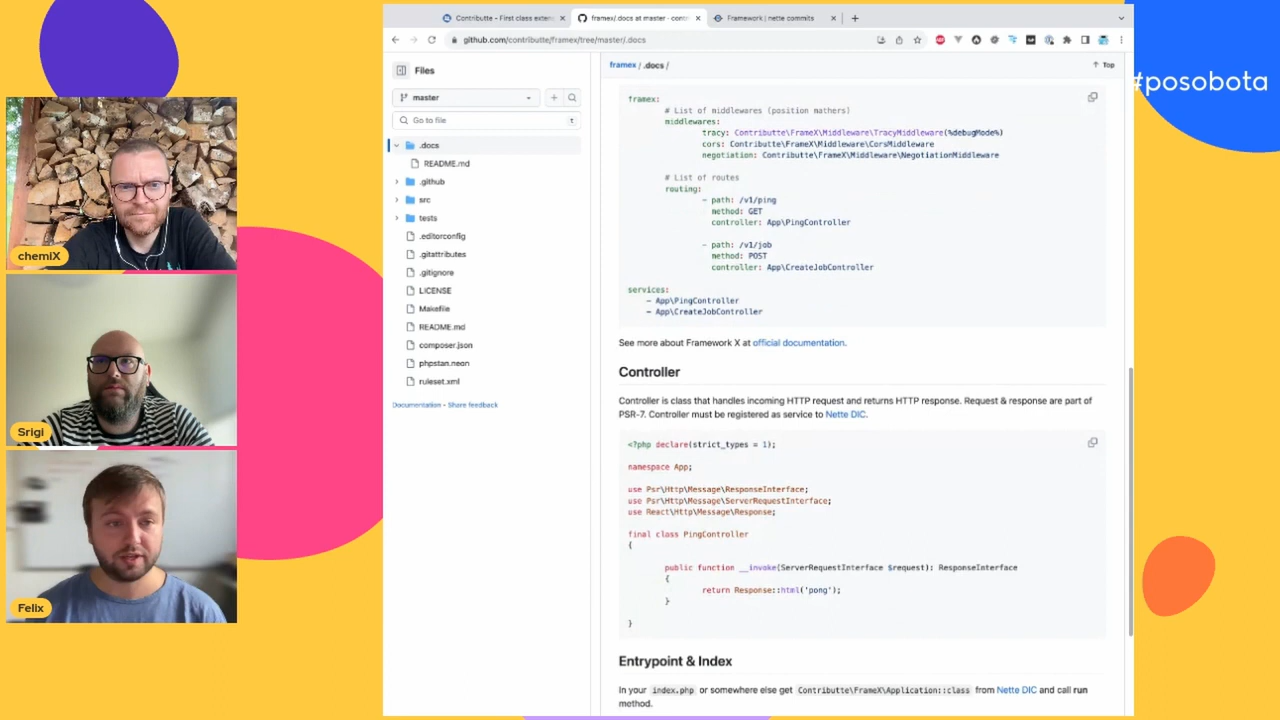 Contributte - First class exten
framex/.docs at master · contri
Framework | nette commits
github.com/contributte/framex/tree/master/.docs
#posobota
Files
framex / .docs /
Top
master
Go to file
t
.docs
README.md
.github
src
tests
.editorconfig
.gitattributes
.gitignore
LICENSE
Makefile
README.md
composer.json
phpstan.neon
ruleset.xml
Documentation • Share feedback
framex:
# List of middlewares (position mathers)
middlewares:
tracy: Contributte\FrameX\Middleware\TracyMiddleware(%debugMode%)
cors: Contributte\FrameX\Middleware\CorsMiddleware
negotiation: Contributte\FrameX\Middleware\NegotiationMiddleware
# List of routes
routing:
- path: /v1/ping
method: GET
controller: App\PingController
- path: /v1/job
method: POST
controller: App\CreateJobController
services:
- App\PingController
- App\CreateJobController
See more about Framework X at official documentation.
Controller
Controller is class that handles incoming HTTP request and returns HTTP response. Request & response are part of
PSR-7. Controller must be registered as service to Nette DIC.
<?php declare(strict_types = 1);
namespace App;
use Psr\Http\Message\ResponseInterface;
use Psr\Http\Message\ServerRequestInterface;
use React\Http\Message\Response;
final class PingController
{
public function __invoke(ServerRequestInterface $request): ResponseInterface
{
return Response::html('pong');
}
}
Entrypoint & Index
In your index.php or somewhere else get Contributte\FrameX\Application::class from Nette DIC and call run
method.
chemiX
Srigi
Felix